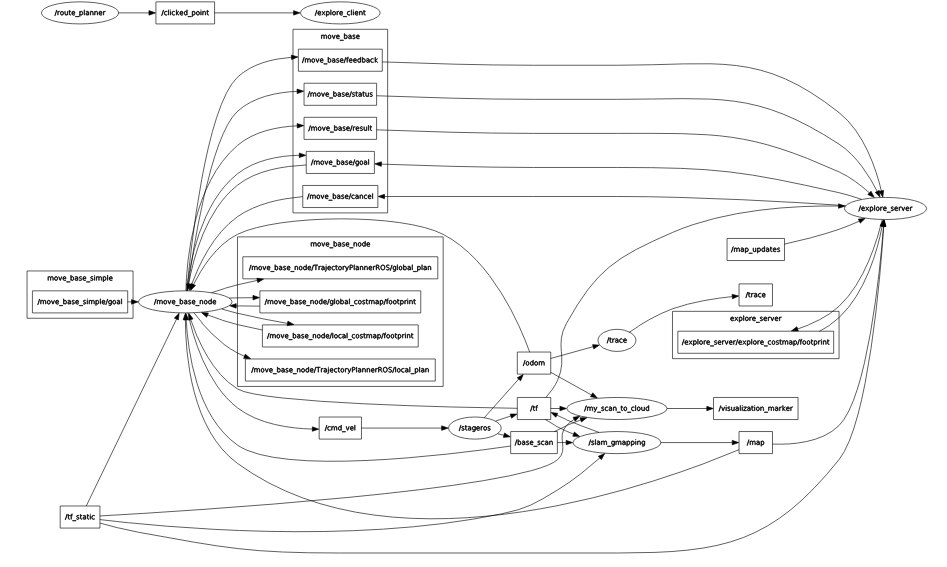 /route_planner
/clicked_point
/explore_client
move_base
/move_base/feedback
/move_base/status
/move_base/result
/move_base/goal
/move_base/cancel
/explore_server
move_base_node
/map_updates
/move_base_node/TrajectoryPlannerROS/global_plan
move_base_simple
/move_base_simple/goal
/move_base_node
/move_base_node/global_costmap/footprint
/trace
explore_server
/move_base_node/local_costmap/footprint
/trace
/explore_server/explore_costmap/footprint
/move_base_node/TrajectoryPlannerROS/local_plan
/odom
/tf
/my_scan_to_cloud
/visualization_marker
/cmd_vel
/stageros
/base_scan
/slam_gmapping
/map
/tf_static